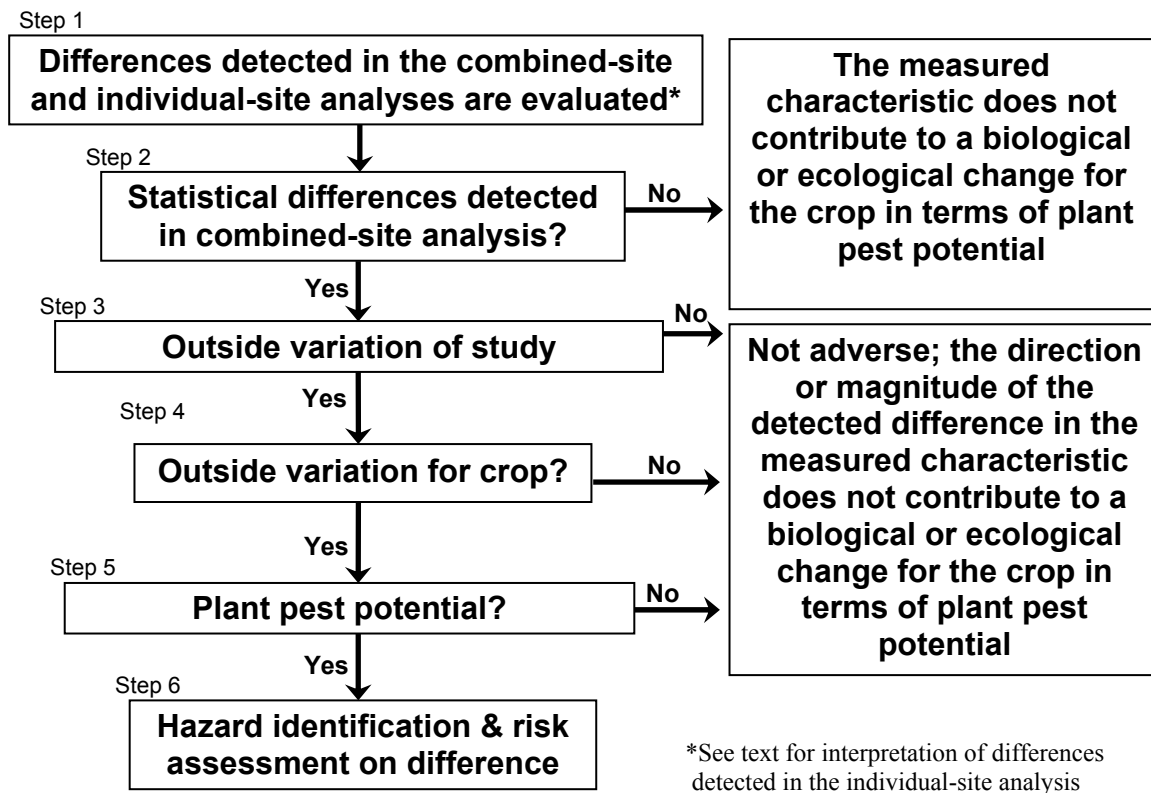 Step 1
Differences detected in the combined-site
and individual-site analyses are evaluated*
Step 2
Statistical differences detected
in combined-site analysis?
No
The measured
characteristic does not
contribute to a biological
or ecological change for
the crop in terms of plant
pest potential
Yes
Step 3
Outside variation of study
No
Yes
Step 4
Outside variation for crop?
No
Yes
Step 5
Plant pest potential?
No
Not adverse; the direction
or magnitude of the
detected difference in the
measured characteristic
does not contribute to a
biological or ecological
change for the crop in
terms of plant pest
potential
Yes
Step 6
Hazard identification & risk
assessment on difference
*See text for interpretation of differences
detected in the individual-site analysis